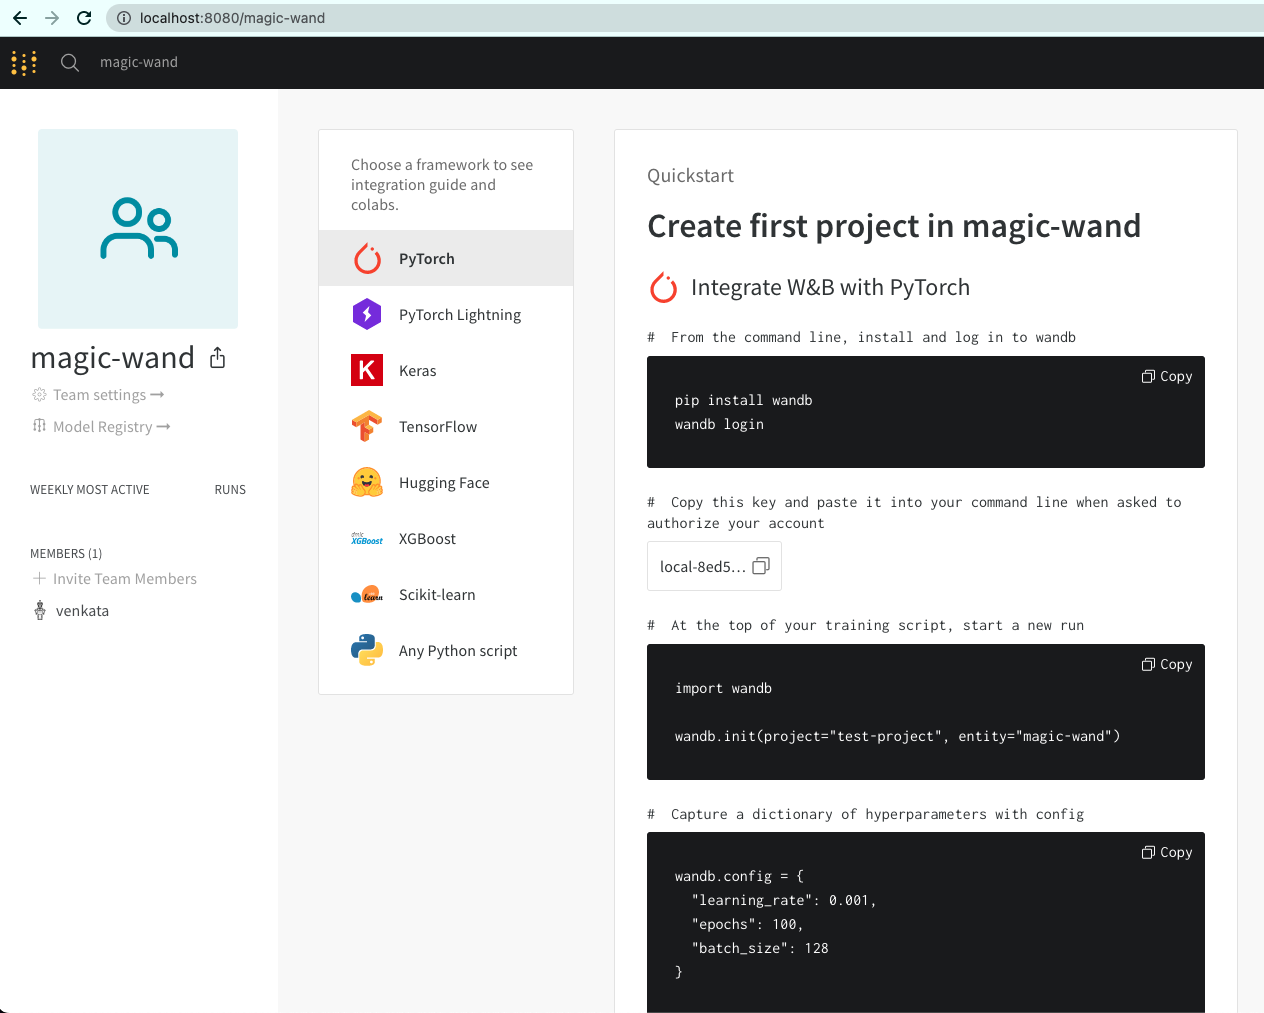 localhost:8080/magic-wand
magic-wand
magic-wand
Team settings
Model Registry
WEEKLY MOST ACTIVE RUNS
MEMBERS (1)
Invite Team Members
venkata
Choose a framework to see
integration guide and
colabs.
PyTorch
PyTorch Lightning
K Keras
TensorFlow
Hugging Face
dmlc
XGBoost XGBoost
learn Scikit-learn
Any Python script
Quickstart
Create first project in magic-wand
Integrate W&B with PyTorch
# From the command line, install and log in to wandb
Copy
pip install wandb
wandb login
# Copy this key and paste it into your command line when asked to
authorize your account
local-8ed5...
# At the top of your training script, start a new run
Copy
import wandb
wandb.init(project="test-project", entity="magic-wand")
# Capture a dictionary of hyperparameters with config
Copy
wandb.config = {
"learning_rate": 0.001,
"epochs": 100,
"batch_size": 128
}